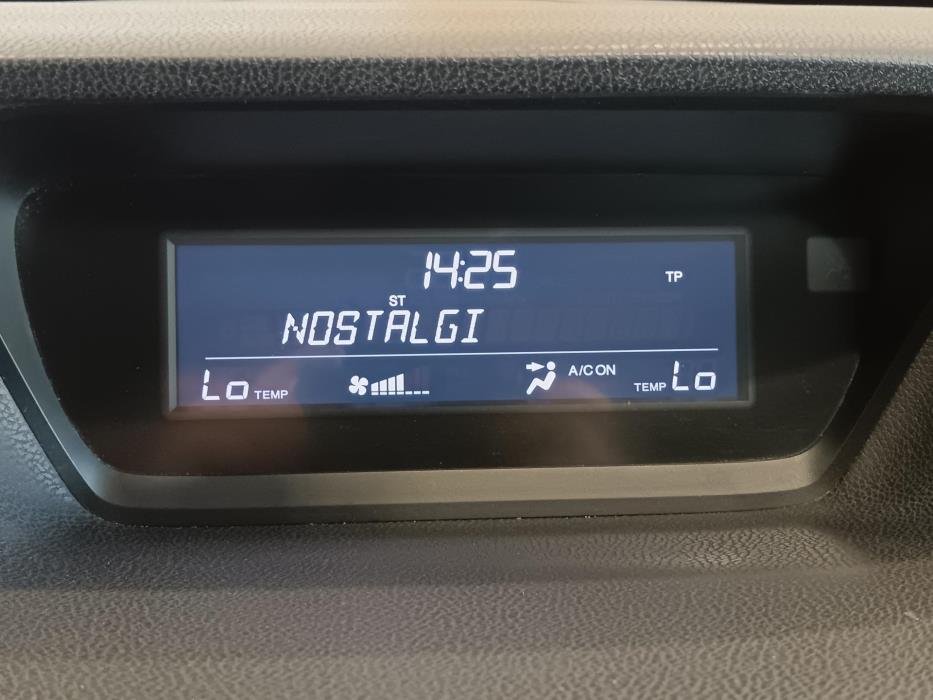 14:25
TP
ST
NOSTALGI
Lo TEMP A/C ON TEMP Lo